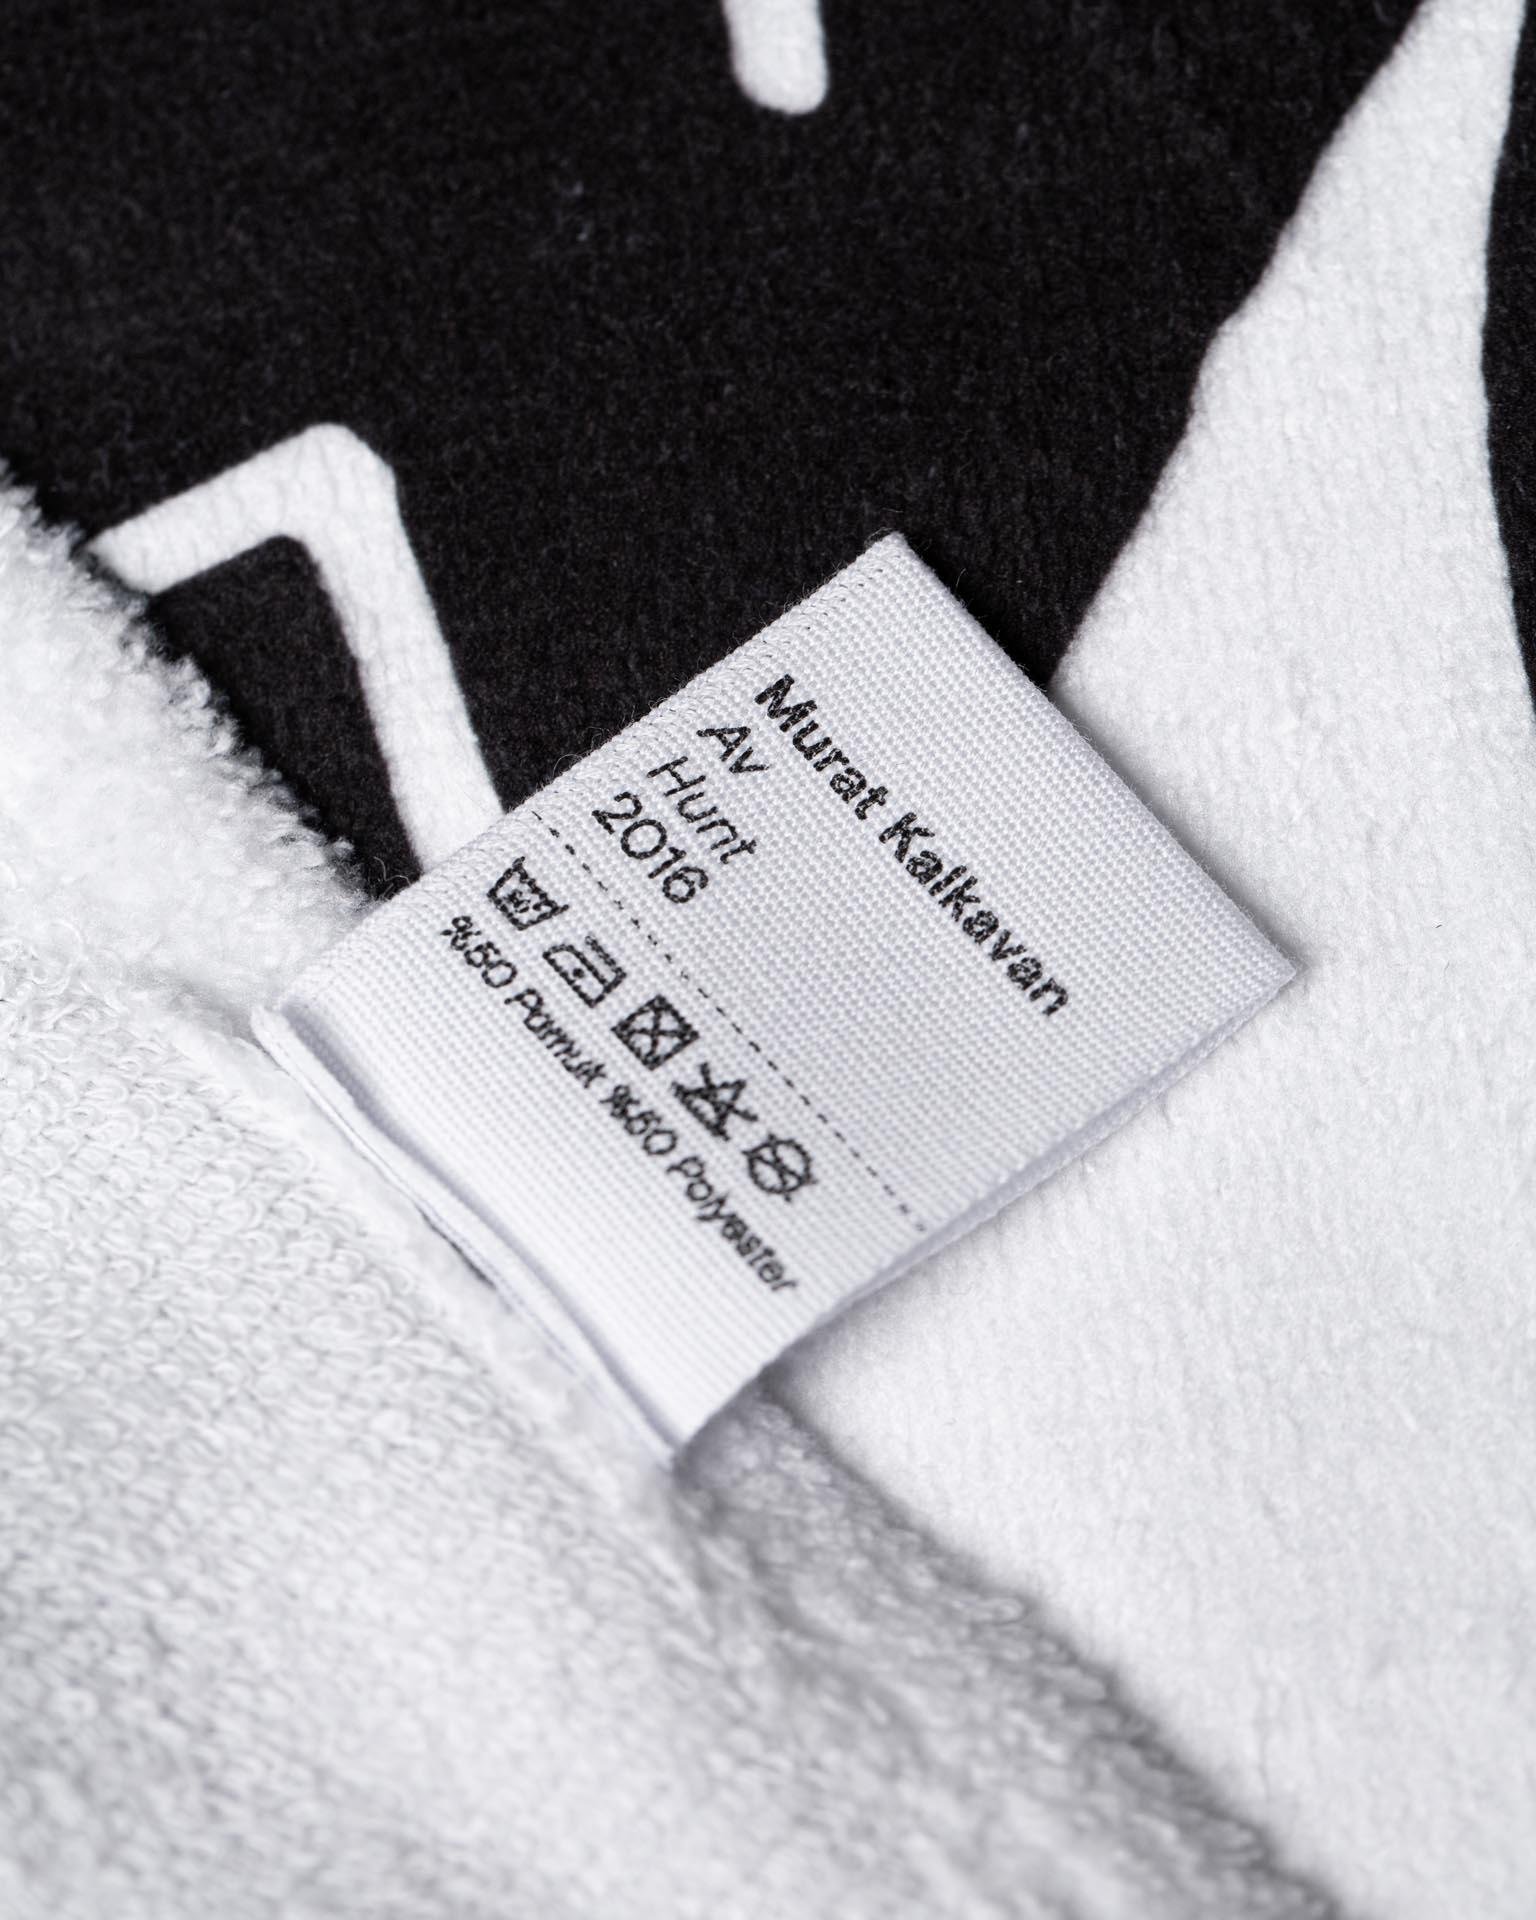 Murat Kalkavan
Av
Hunt
2016
%50 Pamuk %50 Polyester